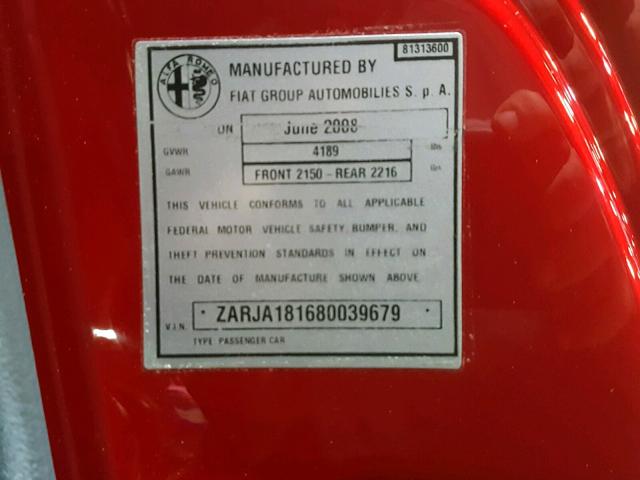 81313600
ALFA ROMEO
MANUFACTURED BY
FIAT GROUP AUTOMOBILIES S. p A.
ON June 2008
GVWR 4189 lbs
GAWR FRONT 2150 - REAR 2216
THIS VEHICLE CONFORMS TO ALL APPLICABLE
FEDERAL MOTOR VEHICLE SAFETY, BUMPER, AND
THEFT PREVENTION STANDARDS IN EFFECT ON
THE DATE OF MANUFACTURE SHOWN ABOVE
V.I.N. · ZARJA181680039679 ·
TYPE PASSENGER CAR